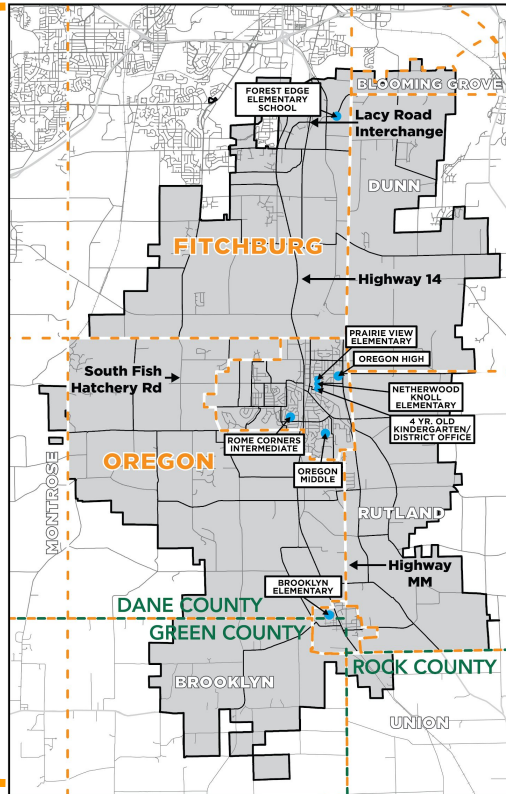 BLOOMING GROVE
FOREST EDGE
ELEMENTARY
SCHOOL
Lacy Road
Interchange
DUNN
FITCHBURG
Highway 14
PRAIRIE VIEW
ELEMENTARY
OREGON HIGH
South Fish
Hatchery Rd
NETHERWOOD
KNOLL
ELEMENTARY
4 YR. OLD
KINDERGARTEN/
DISTRICT OFFICE
ROME CORNERS
INTERMEDIATE
OREGON
OREGON
MIDDLE
MONTROSE
RUTLAND
Highway
MM
BROOKLYN
ELEMENTARY
DANE COUNTY
GREEN COUNTY
ROCK COUNTY
BROOKLYN
UNION